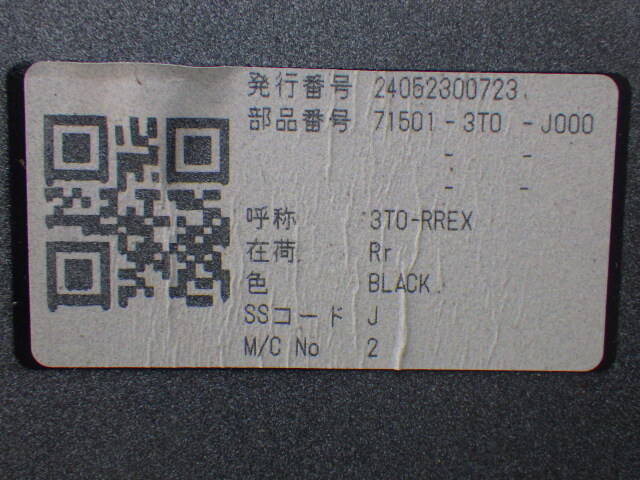 発行番号 24052300723
部品番号 71501-3T0 -J000
- -
- -
呼称 3T0-RREX
在荷 Rr
色 BLACK
SSコード J
M/C No 2